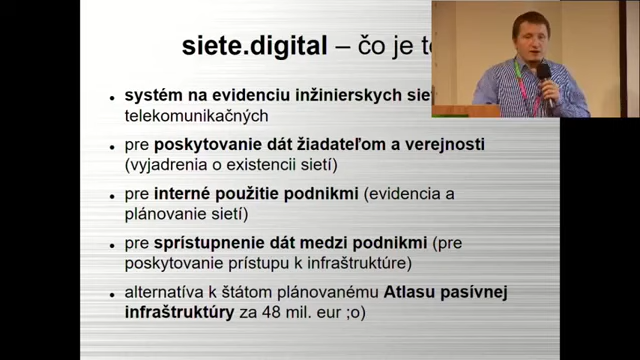 siete.digital – čo je
systém na evidenciu inžinierskych
telekomunikačných
pre poskytovanie dát žiadateľom a verejnosti
(vyjadrenia o existencii sietí)
pre interné použitie podnikmi (evidencia a
plánovanie sietí)
pre sprístupnenie dát medzi podnikmi (pre
poskytovanie prístupu k infraštruktúre)
alternatíva k štátom plánovanému Atlasu pasívnej
infraštruktúry za 48 mil. eur ;o)